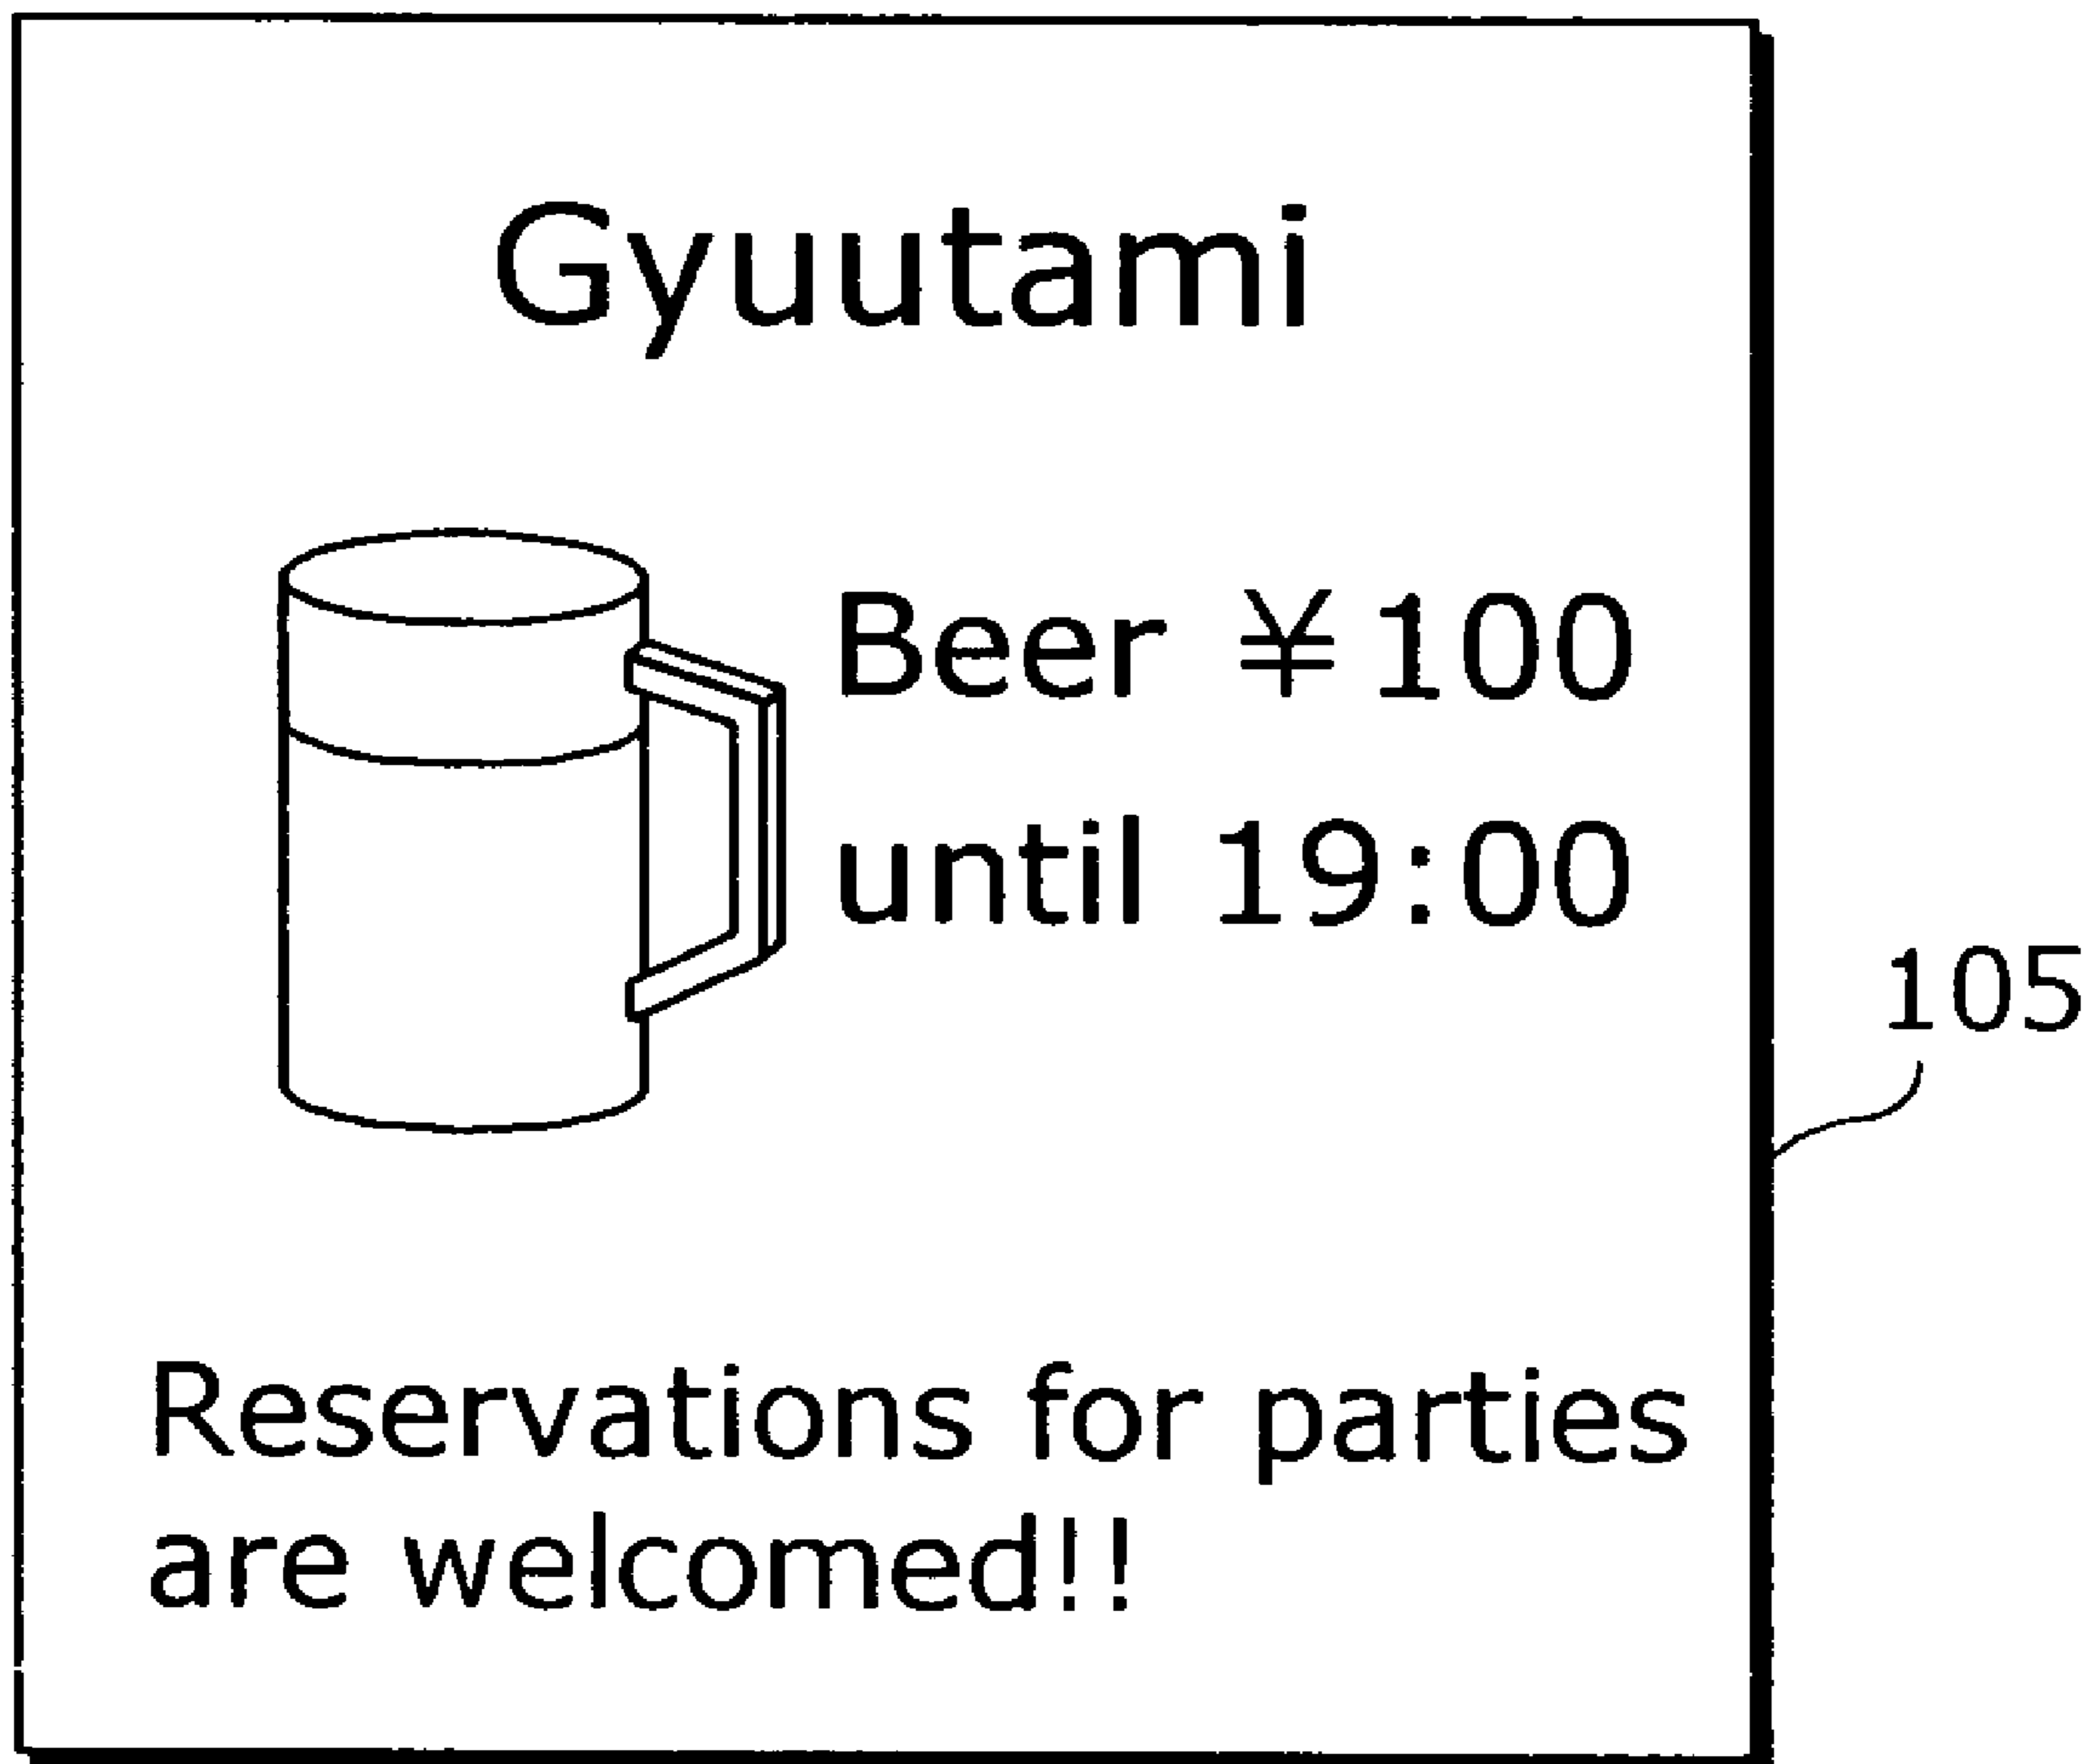 Gyuutami
Beer ¥100
until 19:00
105
Reservations for parties
are welcomed!!